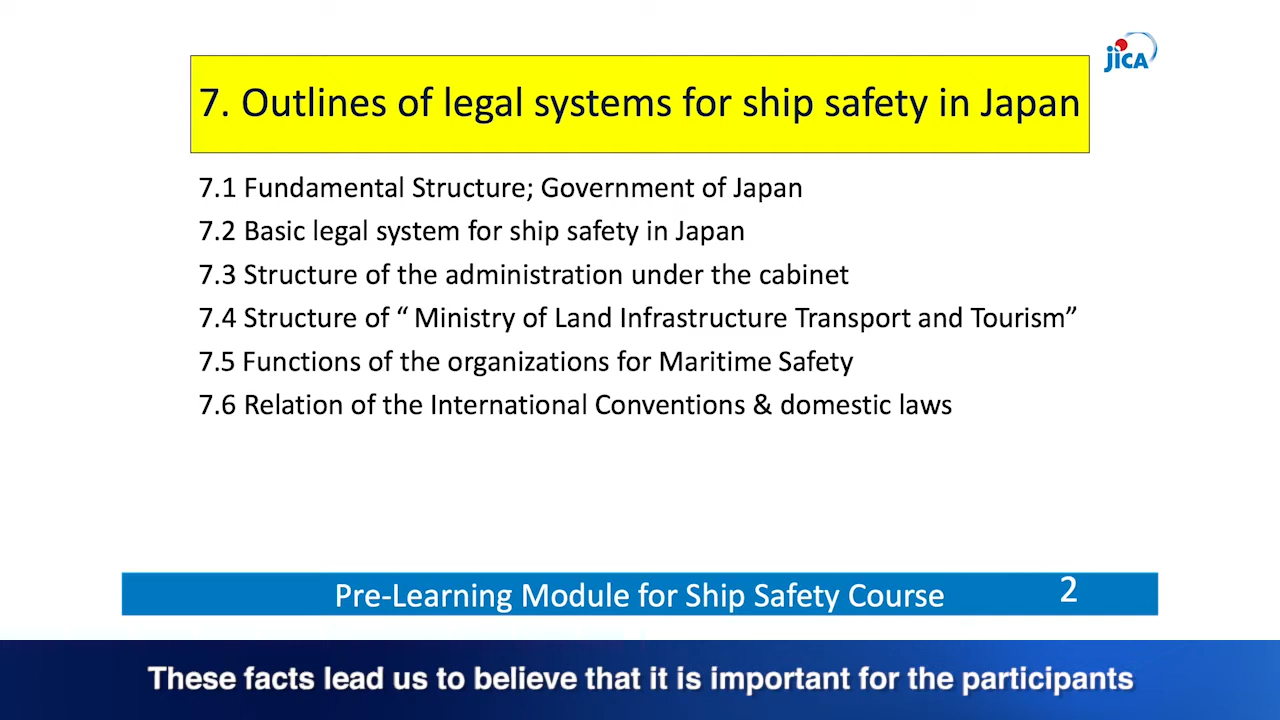 JICA
7. Outlines of legal systems for ship safety in Japan
7.1 Fundamental Structure; Government of Japan
7.2 Basic legal system for ship safety in Japan
7.3 Structure of the administration under the cabinet
7.4 Structure of “ Ministry of Land Infrastructure Transport and Tourism”
7.5 Functions of the organizations for Maritime Safety
7.6 Relation of the International Conventions & domestic laws
Pre-Learning Module for Ship Safety Course 2
These facts lead us to believe that it is important for the participants